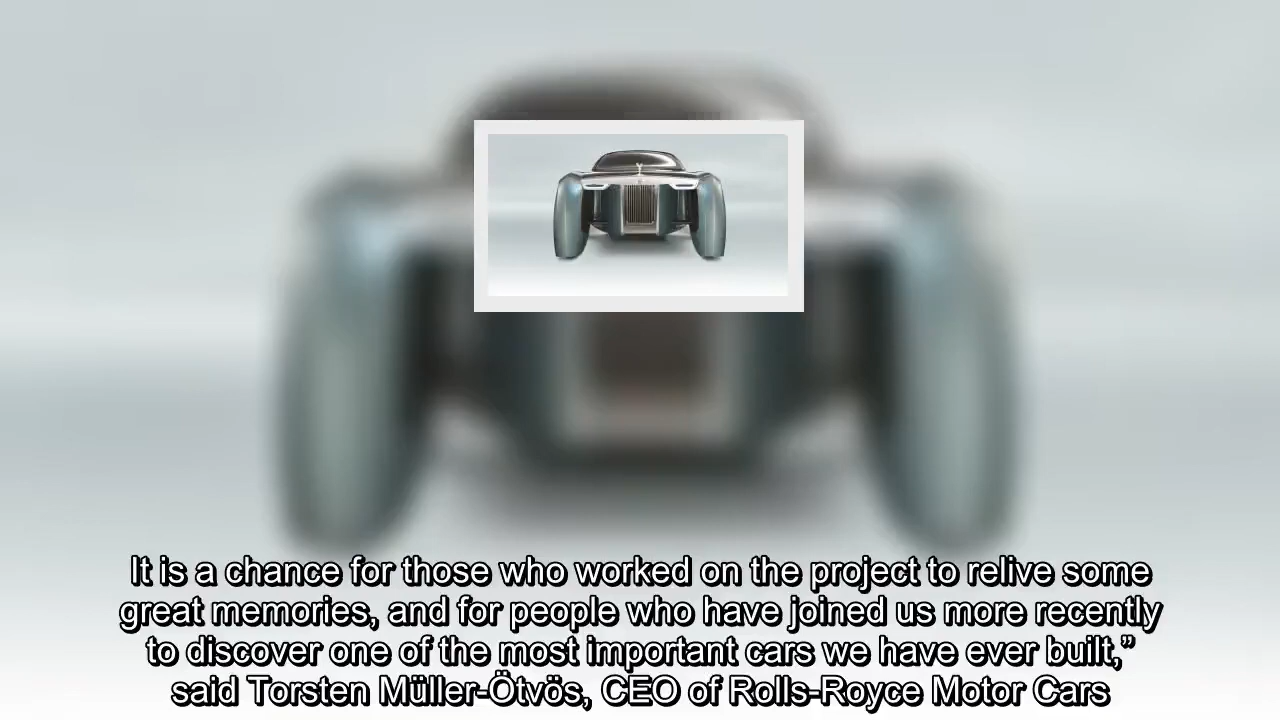 It is a chance for those who worked on the project to relive some
great memories, and for people who have joined us more recently
to discover one of the most important cars we have ever built,”
said Torsten Müller-Ötvös, CEO of Rolls-Royce Motor Cars